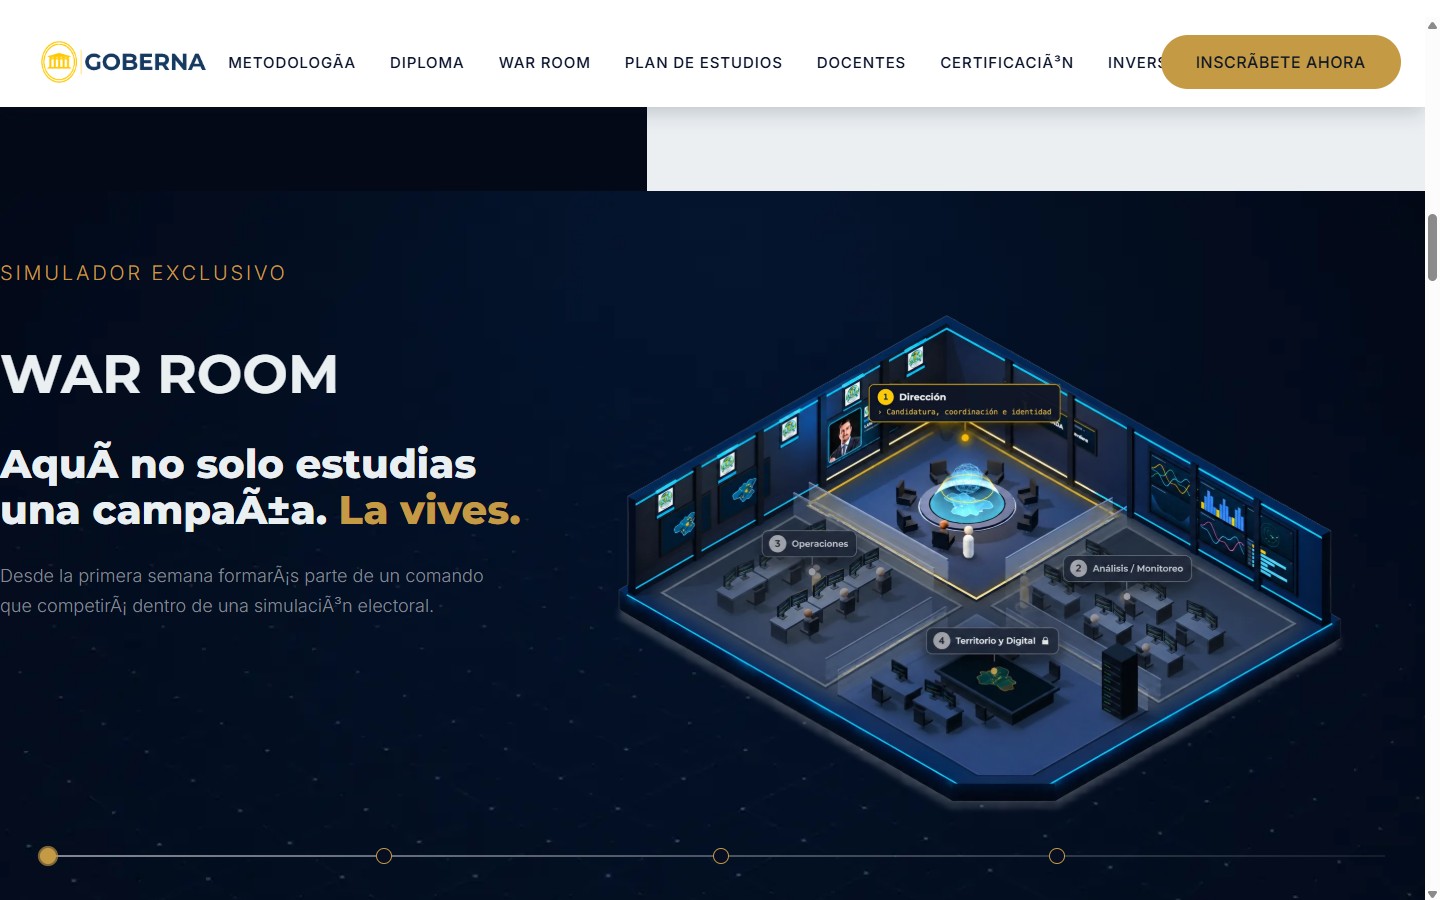 GOBERNA
METODOLOGÃA
DIPLOMA
WAR ROOM
PLAN DE ESTUDIOS
DOCENTES
CERTIFICACIÃ³N
INVERS
INSCRÃBETE AHORA
SIMULADOR EXCLUSIVO
WAR ROOM
AquÃ no solo estudias
una campaÃ±a. La vives.
Desde la primera semana formarÃ¡s parte de un comando
que competirÃ¡ dentro de una simulaciÃ³n electoral.
1 Dirección
› Candidatura, coordinación e identidad
3 Operaciones
2 Análisis / Monitoreo
4 Territorio y Digital